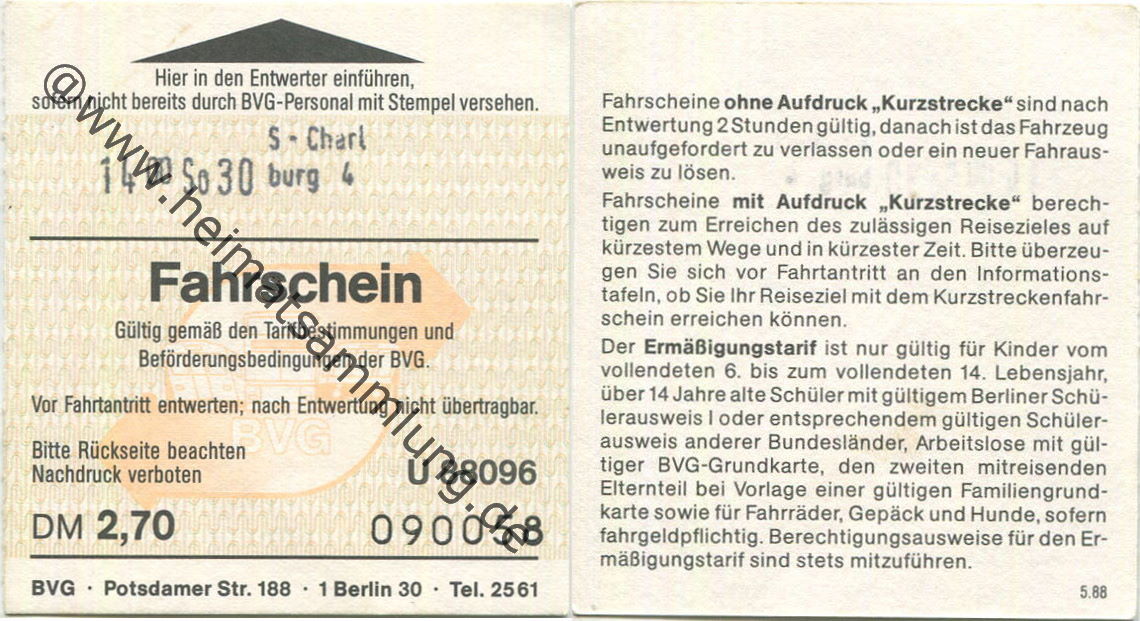 Hier in den Entwerter einführen,
sofern nicht bereits durch BVG-Personal mit Stempel versehen.
S - Charl
14 So 30 burg 4
Fahrschein
Gültig gemäß den Tarifbestimmungen und
Beförderungsbedingungen der BVG.
BVG
Vor Fahrtantritt entwerten; nach Entwertung nicht übertragbar.
Bitte Rückseite beachten
Nachdruck verboten
U 88096
DM 2,70
090058
BVG · Potsdamer Str. 188 · 1 Berlin 30 · Tel. 25 61
@www.heimatsammlung.de
Fahrscheine ohne Aufdruck „Kurzstrecke“ sind nach
Entwertung 2 Stunden gültig, danach ist das Fahrzeug
unaufgefordert zu verlassen oder ein neuer Fahraus-
weis zu lösen.
Fahrscheine mit Aufdruck „Kurzstrecke“ berech-
tigen zum Erreichen des zulässigen Reisezieles auf
kürzestem Wege und in kürzester Zeit. Bitte überzeu-
gen Sie sich vor Fahrtantritt an den Informations-
tafeln, ob Sie Ihr Reiseziel mit dem Kurzstreckenfahr-
schein erreichen können.
Der Ermäßigungstarif ist nur gültig für Kinder vom
vollendeten 6. bis zum vollendeten 14. Lebensjahr,
über 14 Jahre alte Schüler mit gültigem Berliner Schü-
lerausweis I oder entsprechendem gültigen Schüler-
ausweis anderer Bundesländer, Arbeitslose mit gül-
tiger BVG-Grundkarte, den zweiten mitreisenden
Elternteil bei Vorlage einer gültigen Familiengrund-
karte sowie für Fahrräder, Gepäck und Hunde, sofern
fahrgeldpflichtig. Berechtigungsausweise für den Er-
mäßigungstarif sind stets mitzuführen.
5.88